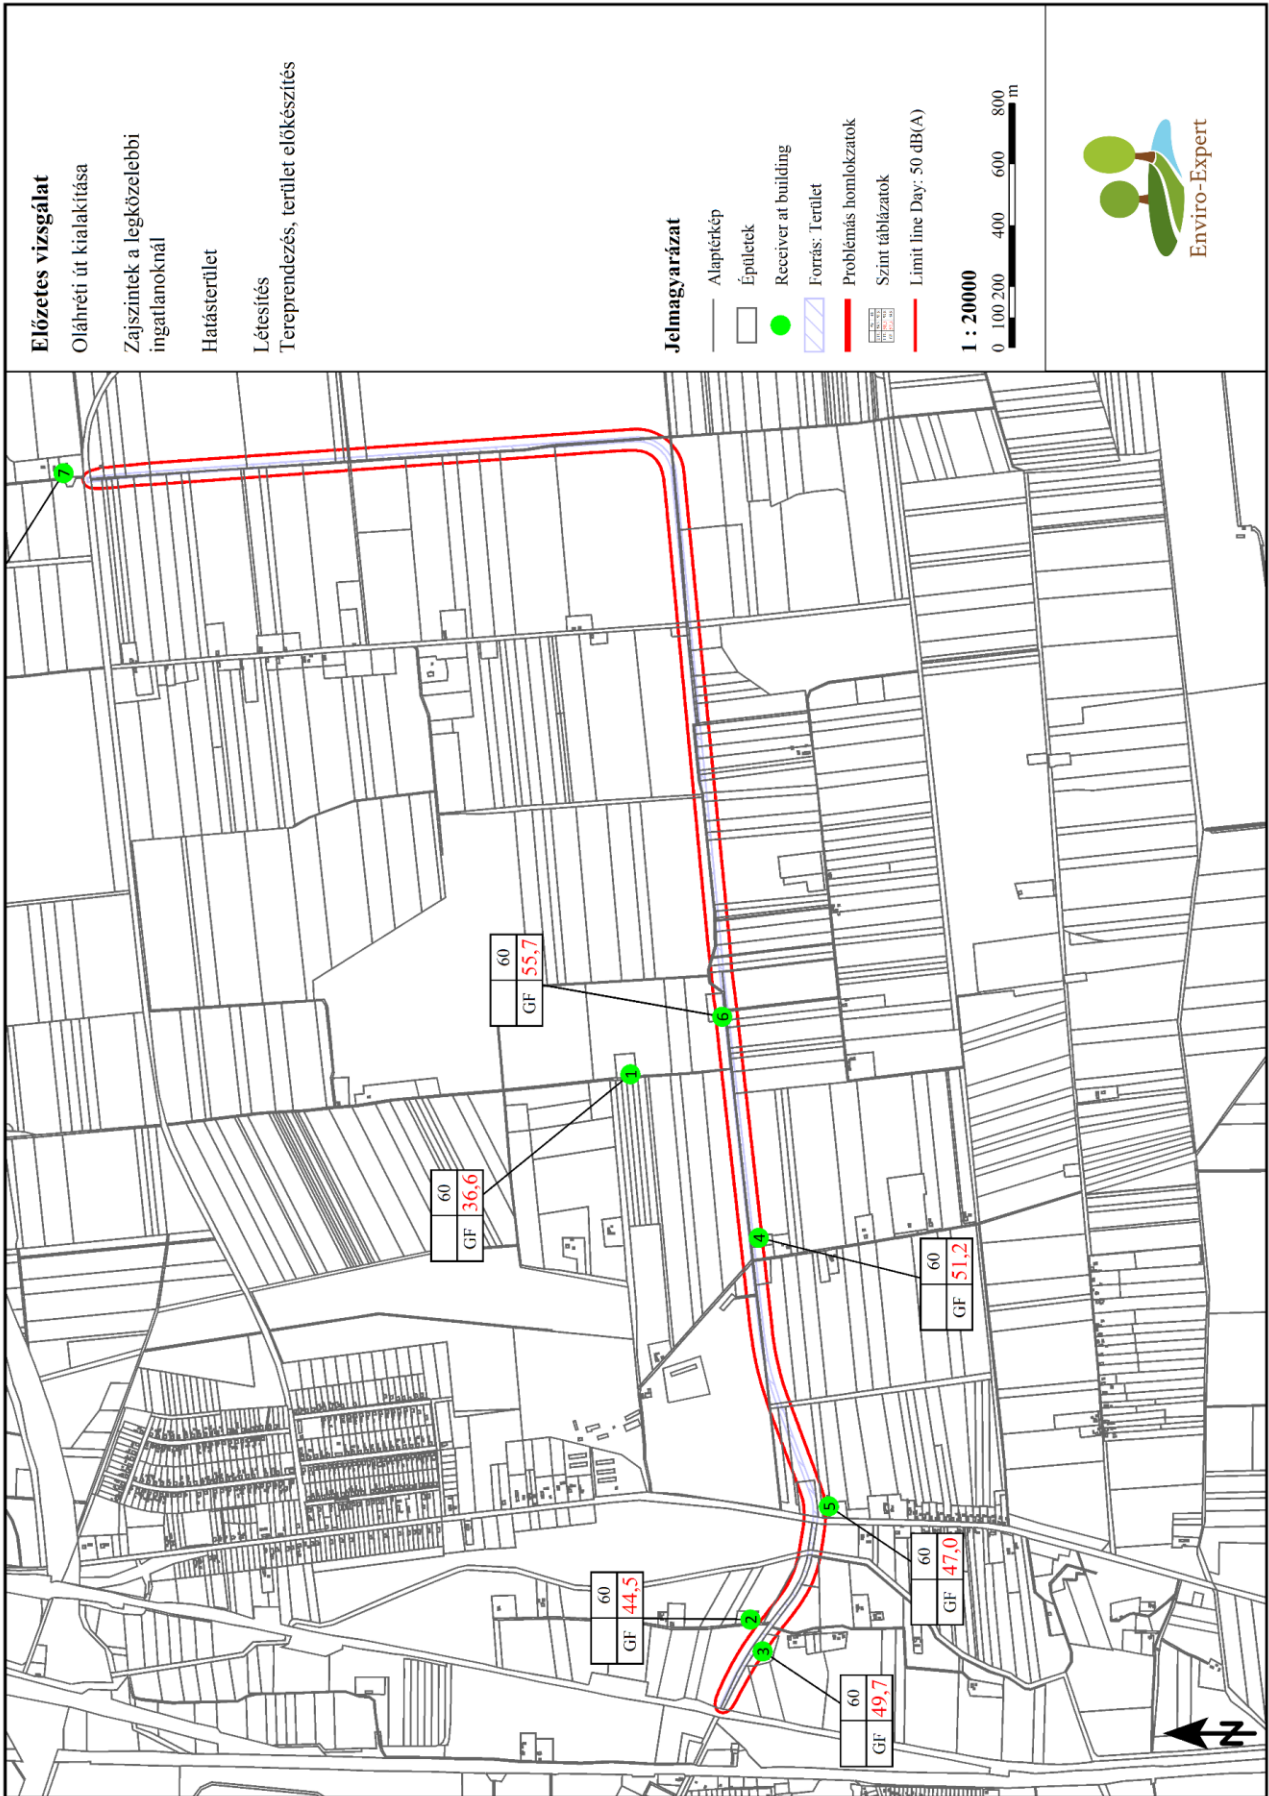 Előzetes vizsgálat
Oláhréti út kialakítása
Zajszintek a legközelebbi
ingatlanoknál
Hatásterület
Létesítés
Tereprendezés, terület előkészítés
Jelmagyarázat
Alaptérkép
Épületek
Receiver at building
Forrás: Terület
Problémás homlokzatok
Szint táblázatok
Limit line Day: 50 dB(A)
1 : 20000
0 100 200 400 600 800
m
Enviro-Expert
7
60
GF 55,7
6
1
60
GF 36,6
4
60
GF 51,2
5
60
GF 47,0
60
GF 44,5
2
3
60
GF 49,7
N